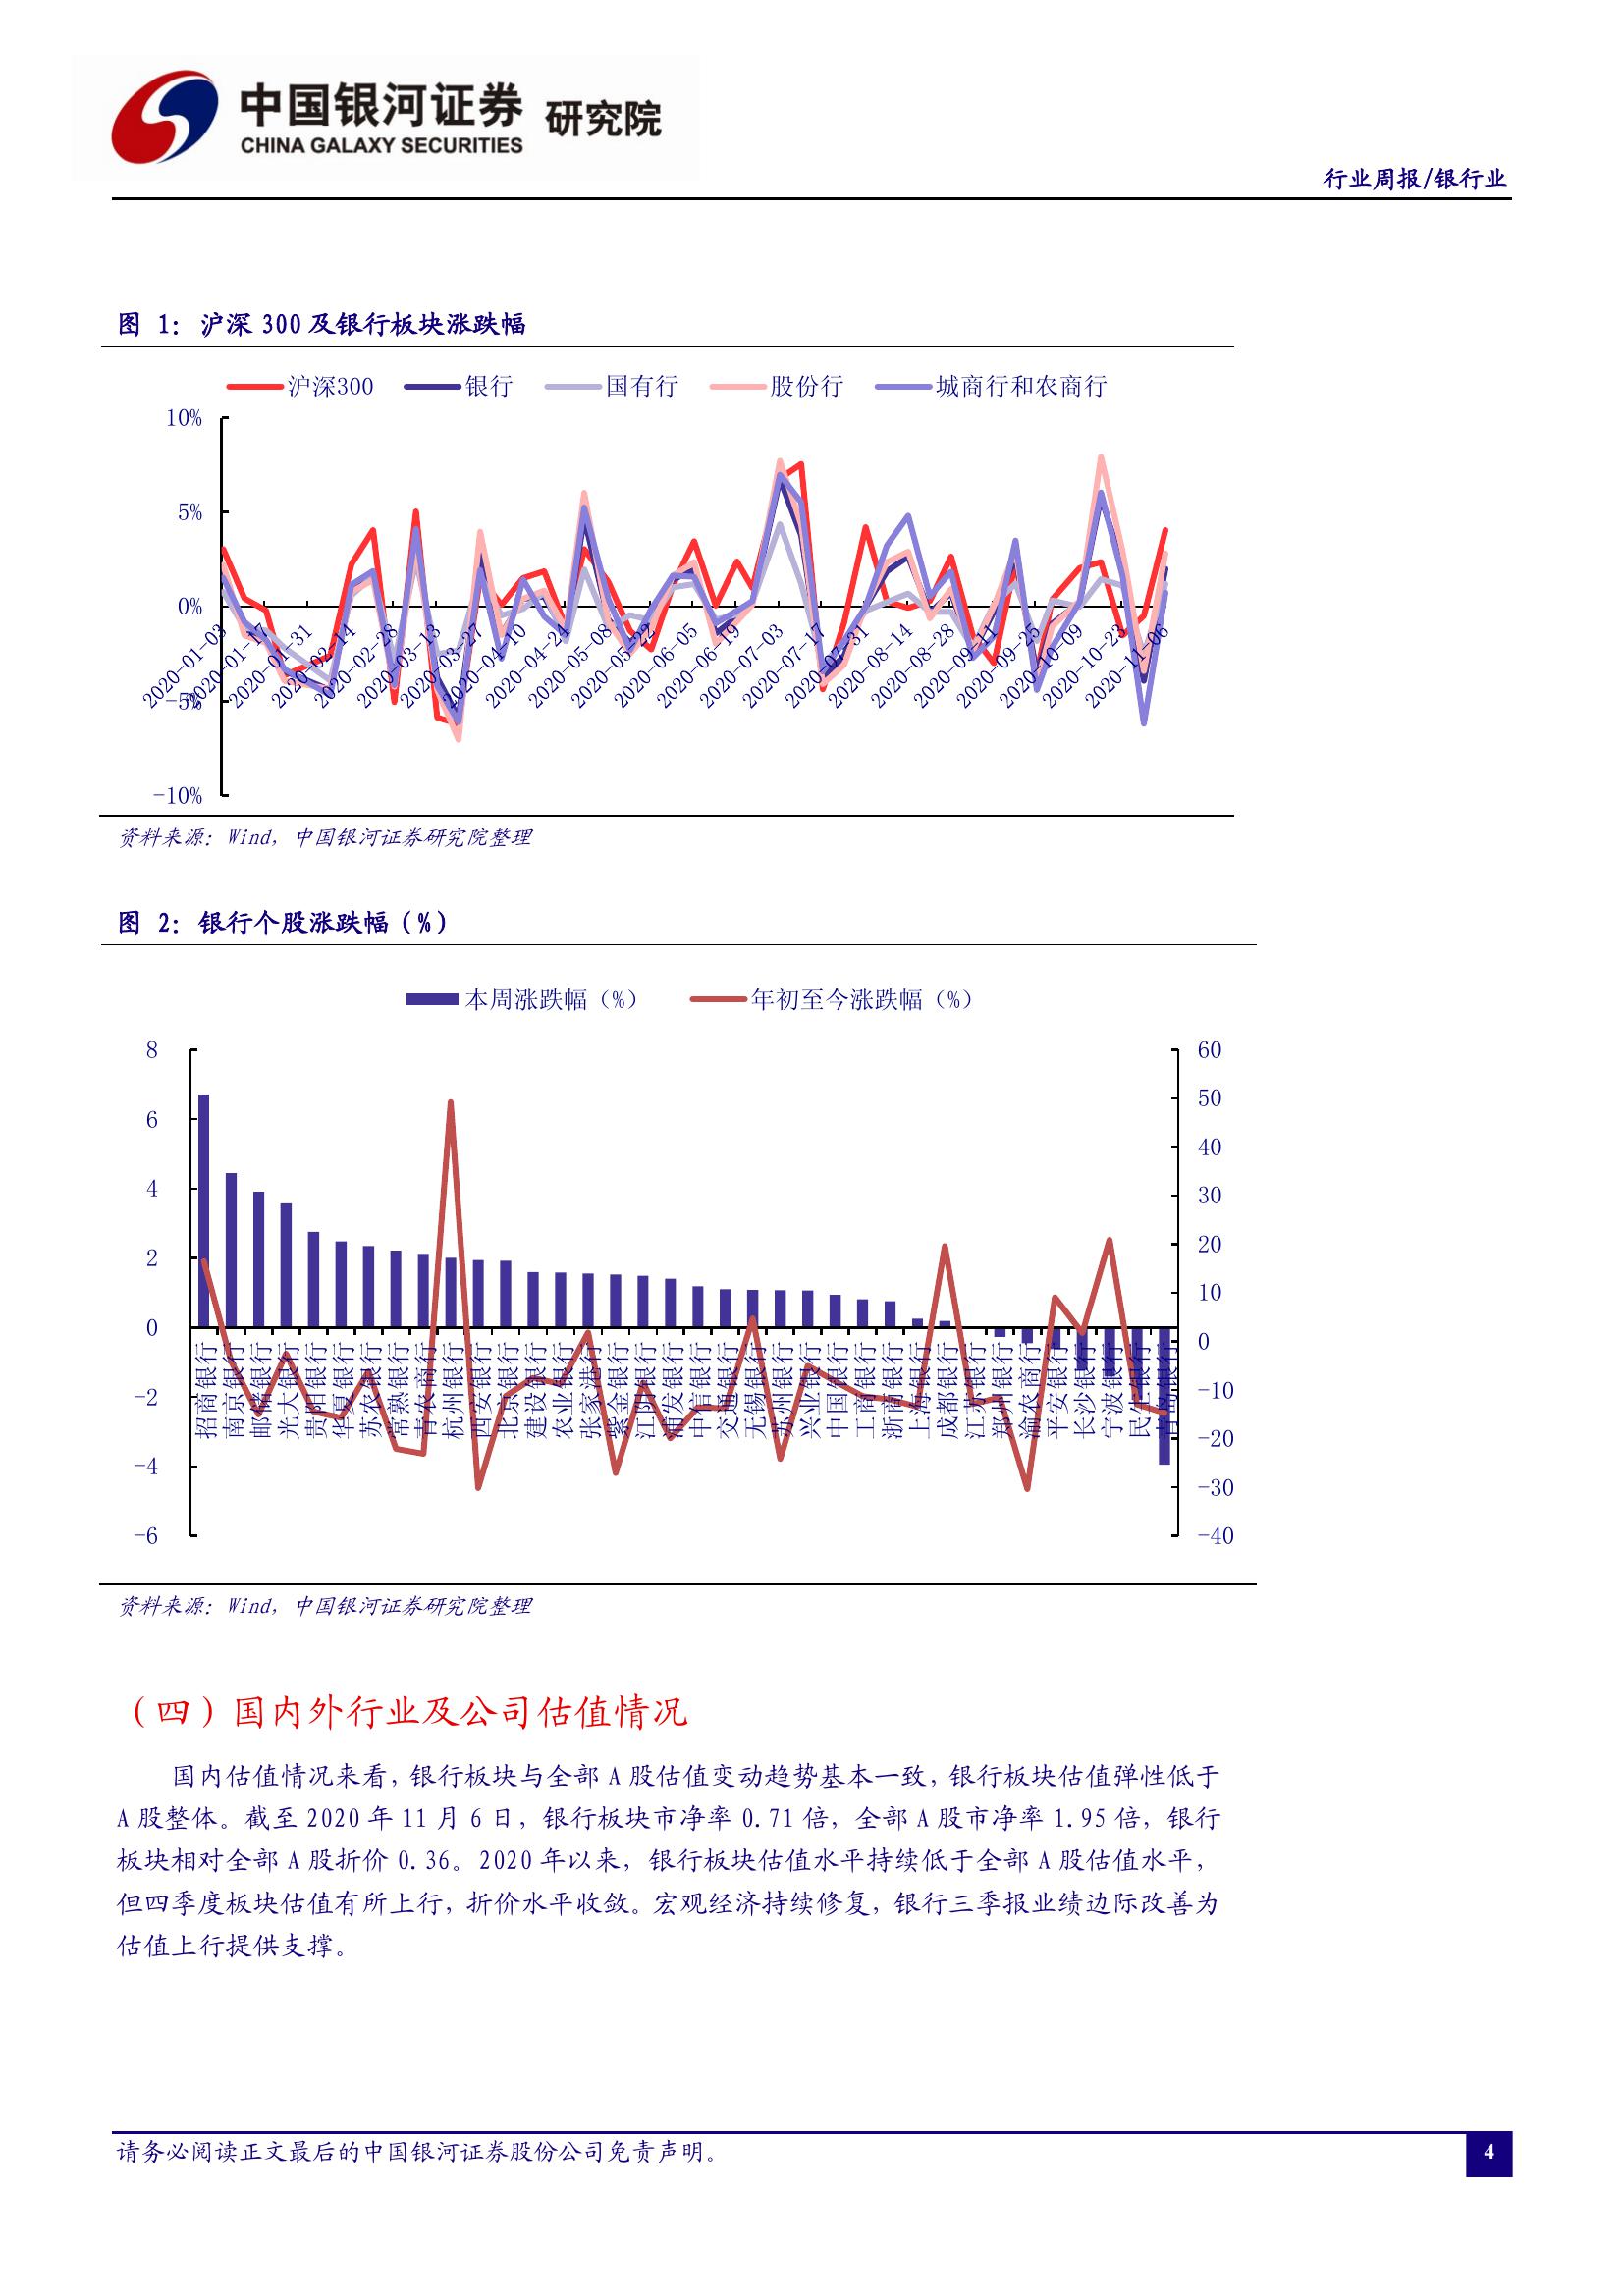 中国银河证券 研究院
CHINA GALAXY SECURITIES
行业周报/银行业
图 1：沪深 300 及银行板块涨跌幅
沪深300 银行 国有行 股份行 城商行和农商行
10%
5%
0%
-5%
-10%
2020-01-03 2020-01-17 2020-01-31 2020-02-14 2020-02-28 2020-03-13 2020-03-27 2020-04-10 2020-04-24 2020-05-08 2020-05-22 2020-06-05 2020-06-19 2020-07-03 2020-07-17 2020-07-31 2020-08-14 2020-08-28 2020-09-11 2020-09-25 2020-10-09 2020-10-23 2020-11-06
资料来源：Wind，中国银河证券研究院整理
图 2：银行个股涨跌幅（%）
本周涨跌幅（%） 年初至今涨跌幅（%）
8 60
50
6
40
4
30
20
2
10
0
0
-2
-10
-20
-4
-30
-6 -40
招商银行 南京银行 邮储银行 光大银行 贵阳银行 华夏银行 苏农银行 常熟银行 青农商行 杭州银行 西安银行 北京银行 建设银行 农业银行 张家港行 紫金银行 江阴银行 浦发银行 中信银行 交通银行 无锡银行 苏州银行 兴业银行 中国银行 工商银行 浙商银行 上海银行 成都银行 江苏银行 郑州银行 渝农商行 平安银行 长沙银行 宁波银行 民生银行 青岛银行
资料来源：Wind，中国银河证券研究院整理
（四）国内外行业及公司估值情况
国内估值情况来看，银行板块与全部 A 股估值变动趋势基本一致，银行板块估值弹性低于
A 股整体。截至 2020 年 11 月 6 日，银行板块市净率 0.71 倍，全部 A 股市净率 1.95 倍，银行
板块相对全部 A 股折价 0.36。2020 年以来，银行板块估值水平持续低于全部 A 股估值水平，
但四季度板块估值有所上行，折价水平收敛。宏观经济持续修复，银行三季报业绩边际改善为
估值上行提供支撑。
请务必阅读正文最后的中国银河证券股份公司免责声明。
4